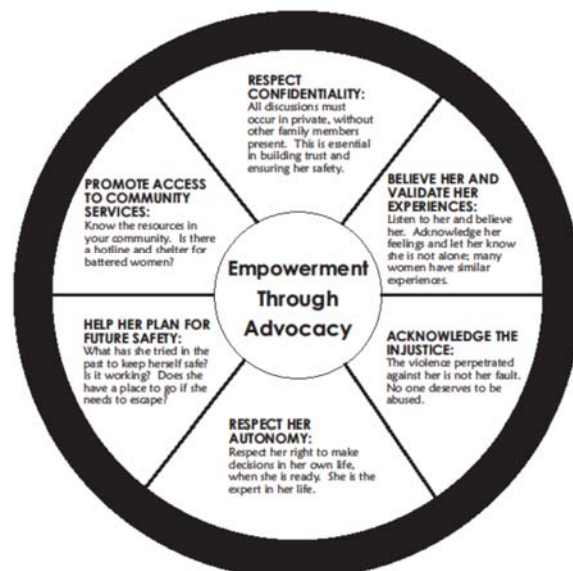 RESPECT
CONFIDENTIALITY:
All discussions must
occur in private, without
other family members
present.  This is essential
in building trust and
ensuring her safety.
BELIEVE HER AND
VALIDATE HER
EXPERIENCES:
Listen to her and believe
her.  Acknowledge her
feelings and let her know
she is not alone; many
women have similar
experiences.
ACKNOWLEDGE THE
INJUSTICE:
The violence perpetrated
against her is not her fault.
No one deserves to be
abused.
RESPECT HER
AUTONOMY:
Respect her right to make
decisions in her own life,
when she is ready.  She is the
expert in her life.
HELP HER PLAN FOR
FUTURE SAFETY:
What has she tried in the
past to keep herself safe?
Is it working?  Does she
have a place to go if she
needs to escape?
PROMOTE ACCESS
TO COMMUNITY
SERVICES:
Know the resources in
your community.  Is there
a hotline and shelter for
battered women?
Empowerment
Through
Advocacy